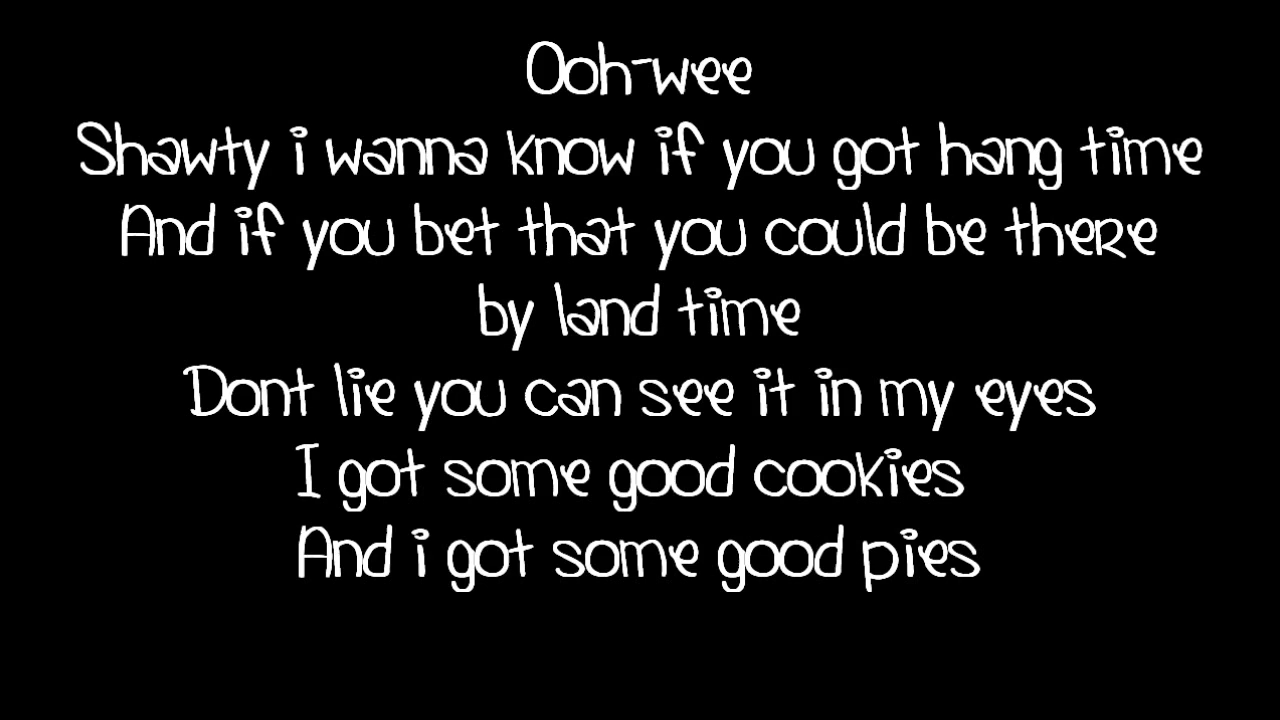 Ooh-wee
Shawty i wanna know if you got hang time
And if you bet that you could be there
by land time
Dont lie you can see it in my eyes
I got some good cookies
And i got some good pies